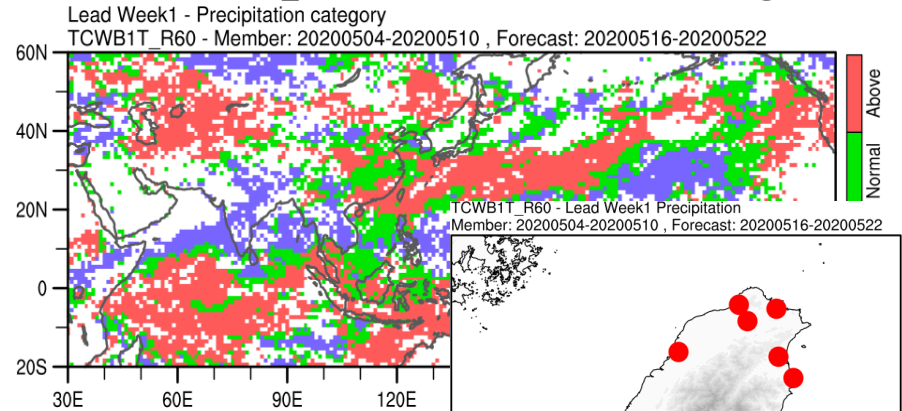 Lead Week1 - Precipitation category
TCWB1T_R60 - Member: 20200504-20200510 , Forecast: 20200516-20200522
60N
40N
20N
0
20S
30E
60E
90E
120E
Above
Normal
TCWB1T_R60 - Lead Week1 Precipitation
Member: 20200504-20200510 , Forecast: 20200516-20200522